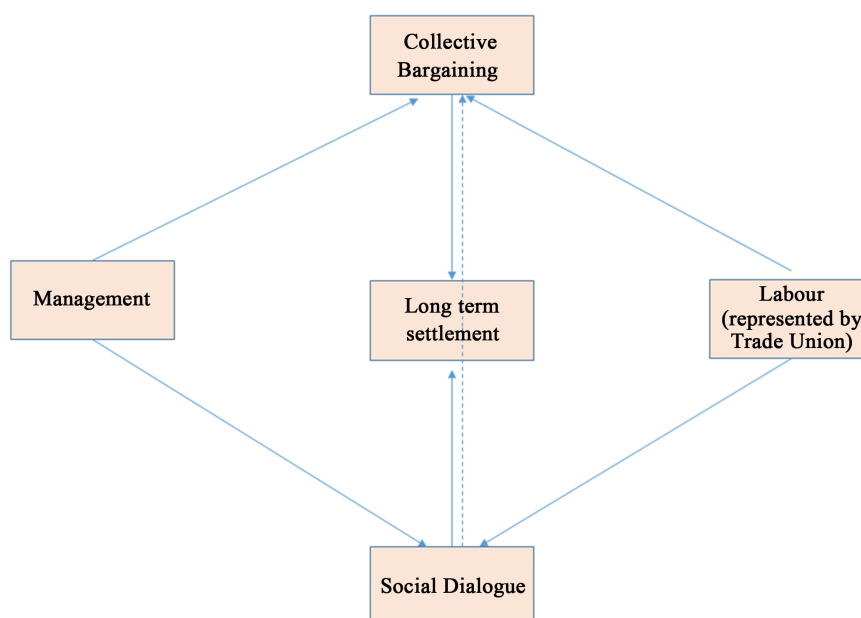 Collective
Bargaining
Management
Long term
settlement
Labour
(represented by
Trade Union)
Social Dialogue